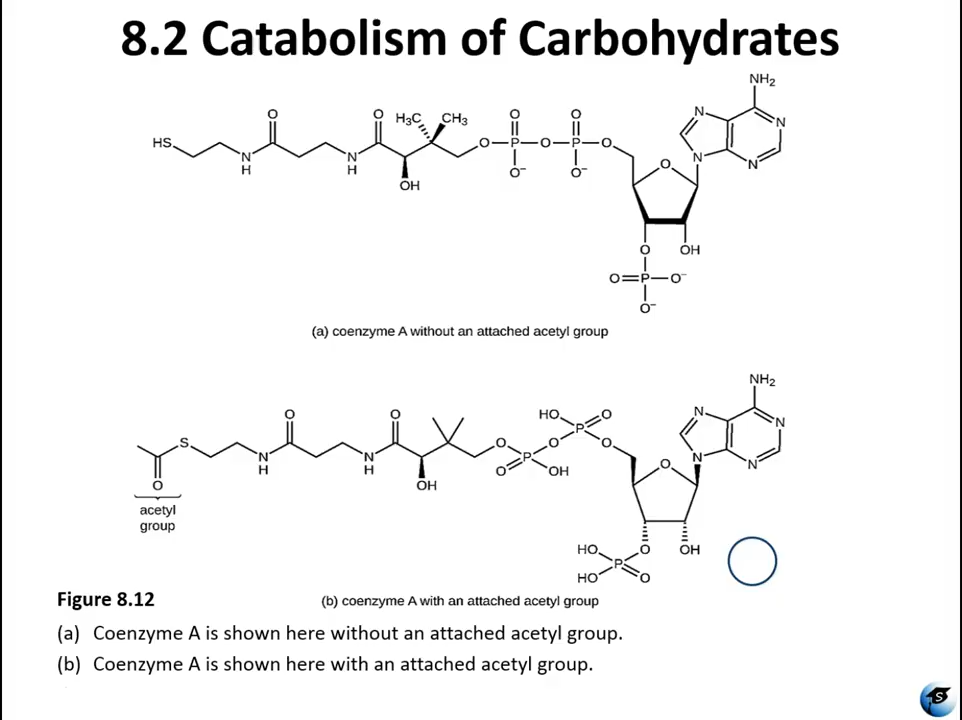 8.2 Catabolism of Carbohydrates
NH₂
O O H₃C CH₃ O O N N
HS O P O P O N N
N N O⁻ O⁻ O
H H OH
O OH
O P O⁻
O⁻
(a) coenzyme A without an attached acetyl group
NH₂
O O HO O N N
S O O P O N N
N N P O
O H H OH O OH
acetyl
group
HO O OH
P
HO O
Figure 8.12
(b) coenzyme A with an attached acetyl group
(a) Coenzyme A is shown here without an attached acetyl group.
(b) Coenzyme A is shown here with an attached acetyl group.
S